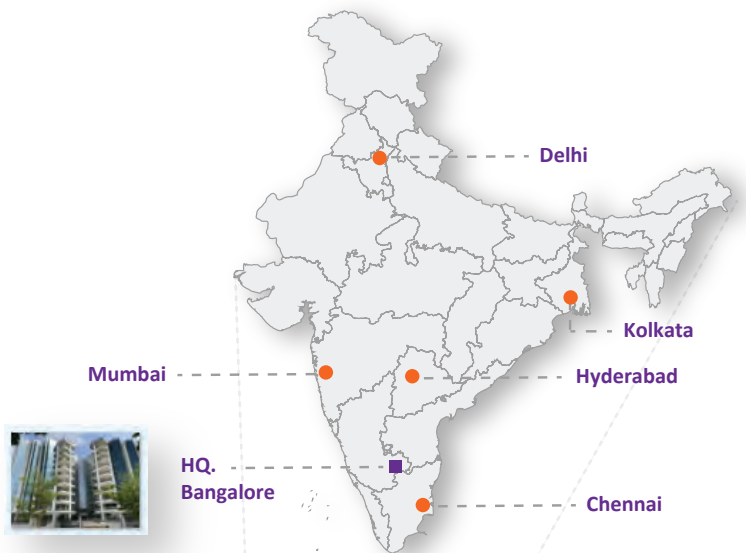 Delhi
Kolkata
Mumbai
Hyderabad
HQ.
Bangalore
Chennai